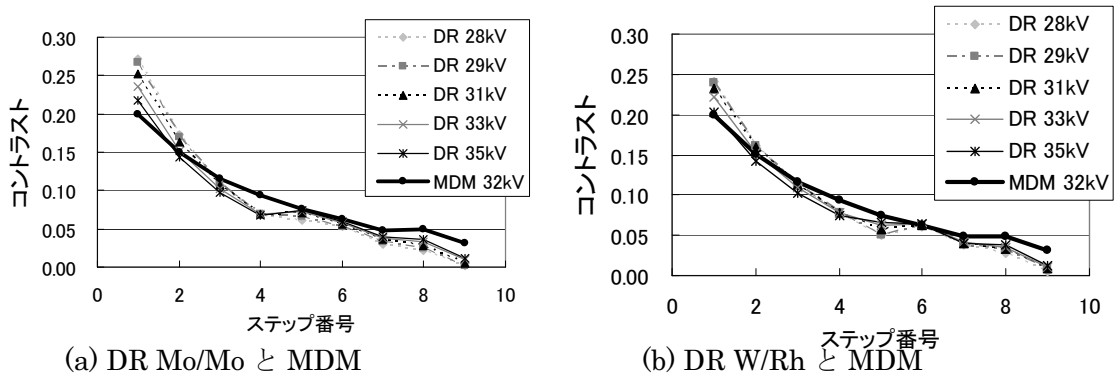 DR 28kV
DR 29kV
DR 31kV
DR 33kV
DR 35kV
MDM 32kV
0.30
0.25
0.20
0.15
0.10
0.05
0.00
コントラスト
0 2 4 6 8 10
ステップ番号
(a) DR Mo/Mo と MDM
DR 28kV
DR 29kV
DR 31kV
DR 33kV
DR 35kV
MDM 32kV
0.30
0.25
0.20
0.15
0.10
0.05
0.00
コントラスト
0 2 4 6 8 10
ステップ番号
(b) DR W/Rh と MDM